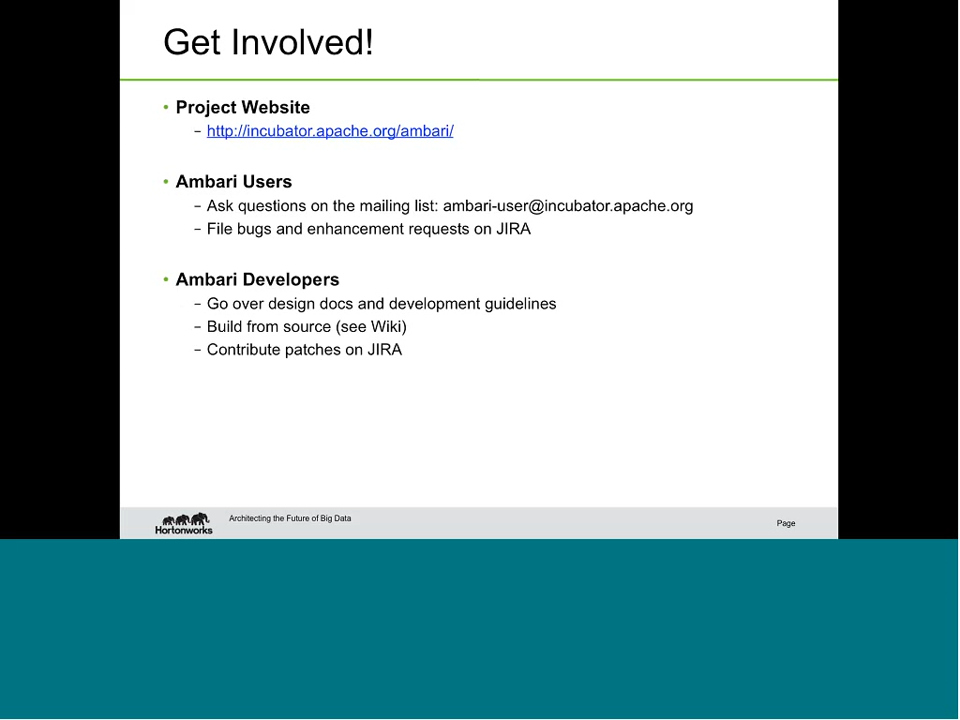 Get Involved!
• Project Website
– http://incubator.apache.org/ambari/
• Ambari Users
– Ask questions on the mailing list: ambari-user@incubator.apache.org
– File bugs and enhancement requests on JIRA
• Ambari Developers
– Go over design docs and development guidelines
– Build from source (see Wiki)
– Contribute patches on JIRA
Hortonworks
Architecting the Future of Big Data
Page